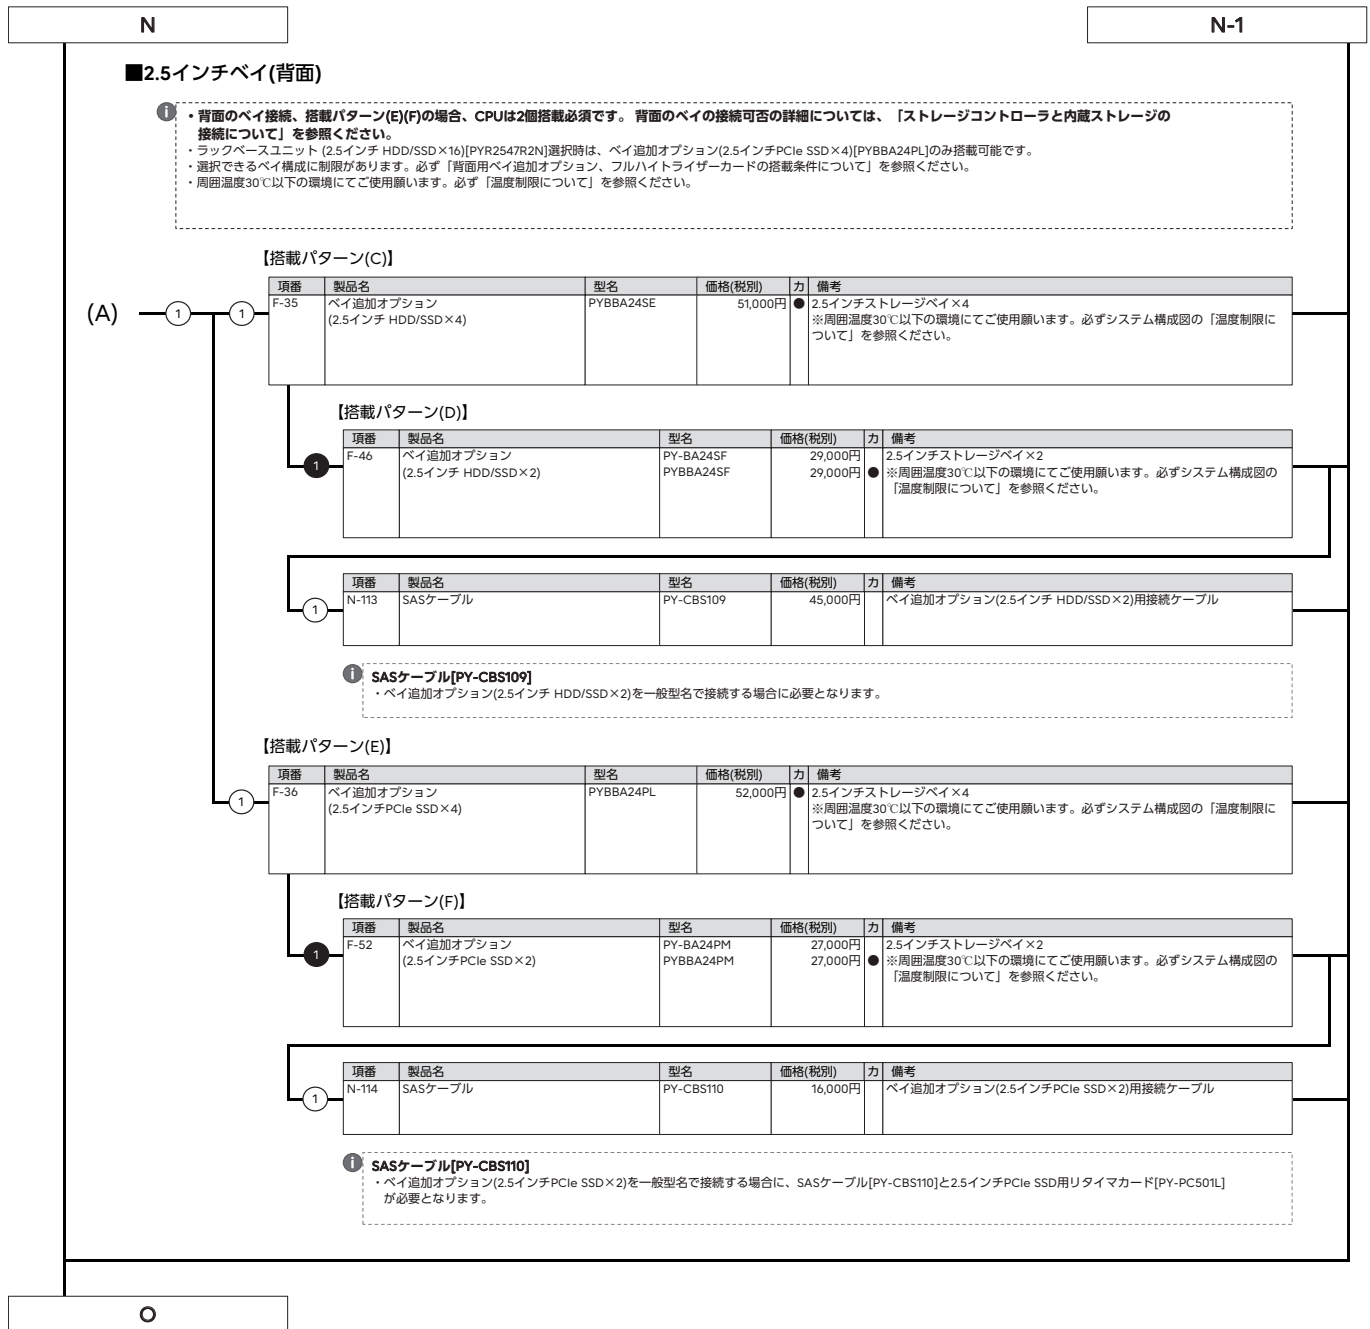 N
N-1
■2.5インチベイ(背面)
・背面のベイ接続、搭載パターン(E)(F)の場合、CPUは2個搭載必須です。 背面のベイの接続可否の詳細については、「ストレージコントローラと内蔵ストレージの
接続について」を参照ください。
・ラックベースユニット (2.5インチ HDD/SSD×16)[PYR2547R2N]選択時は、ベイ追加オプション(2.5インチPCIe SSD×4)[PYBBA24PL]のみ搭載可能です。
・選択できるベイ構成に制限があります。必ず「背面用ベイ追加オプション、フルハイトライザーカードの搭載条件について」を参照ください。
・周囲温度30℃以下の環境にてご使用願います。必ず「温度制限について」を参照ください。
【搭載パターン(C)】
項番 製品名 型名 価格(税別) カ 備考
(A) 1 1 F-35 ベイ追加オプション PYBBA24SE 51,000円 ● 2.5インチストレージベイ×4
(2.5インチ HDD/SSD×4) ※周囲温度30℃以下の環境にてご使用願います。必ずシステム構成図の「温度制限に
ついて」を参照ください。
【搭載パターン(D)】
項番 製品名 型名 価格(税別) カ 備考
1 F-46 ベイ追加オプション PY-BA24SF 29,000円 2.5インチストレージベイ×2
(2.5インチ HDD/SSD×2) PYBBA24SF 29,000円 ● ※周囲温度30℃以下の環境にてご使用願います。必ずシステム構成図の
「温度制限について」を参照ください。
項番 製品名 型名 価格(税別) カ 備考
1 N-113 SASケーブル PY-CBS109 45,000円 ベイ追加オプション(2.5インチ HDD/SSD×2)用接続ケーブル
SASケーブル[PY-CBS109]
・ベイ追加オプション(2.5インチ HDD/SSD×2)を一般型名で接続する場合に必要となります。
【搭載パターン(E)】
項番 製品名 型名 価格(税別) カ 備考
1 F-36 ベイ追加オプション PYBBA24PL 52,000円 ● 2.5インチストレージベイ×4
(2.5インチPCIe SSD×4) ※周囲温度30℃以下の環境にてご使用願います。必ずシステム構成図の「温度制限に
ついて」を参照ください。
【搭載パターン(F)】
項番 製品名 型名 価格(税別) カ 備考
1 F-52 ベイ追加オプション PY-BA24PM 27,000円 2.5インチストレージベイ×2
(2.5インチPCIe SSD×2) PYBBA24PM 27,000円 ● ※周囲温度30℃以下の環境にてご使用願います。必ずシステム構成図の
「温度制限について」を参照ください。
項番 製品名 型名 価格(税別) カ 備考
1 N-114 SASケーブル PY-CBS110 16,000円 ベイ追加オプション(2.5インチPCIe SSD×2)用接続ケーブル
SASケーブル[PY-CBS110]
・ベイ追加オプション(2.5インチPCIe SSD×2)を一般型名で接続する場合に、SASケーブル[PY-CBS110]と2.5インチPCIe SSD用リタイマカード[PY-PC501L]
が必要となります。
O